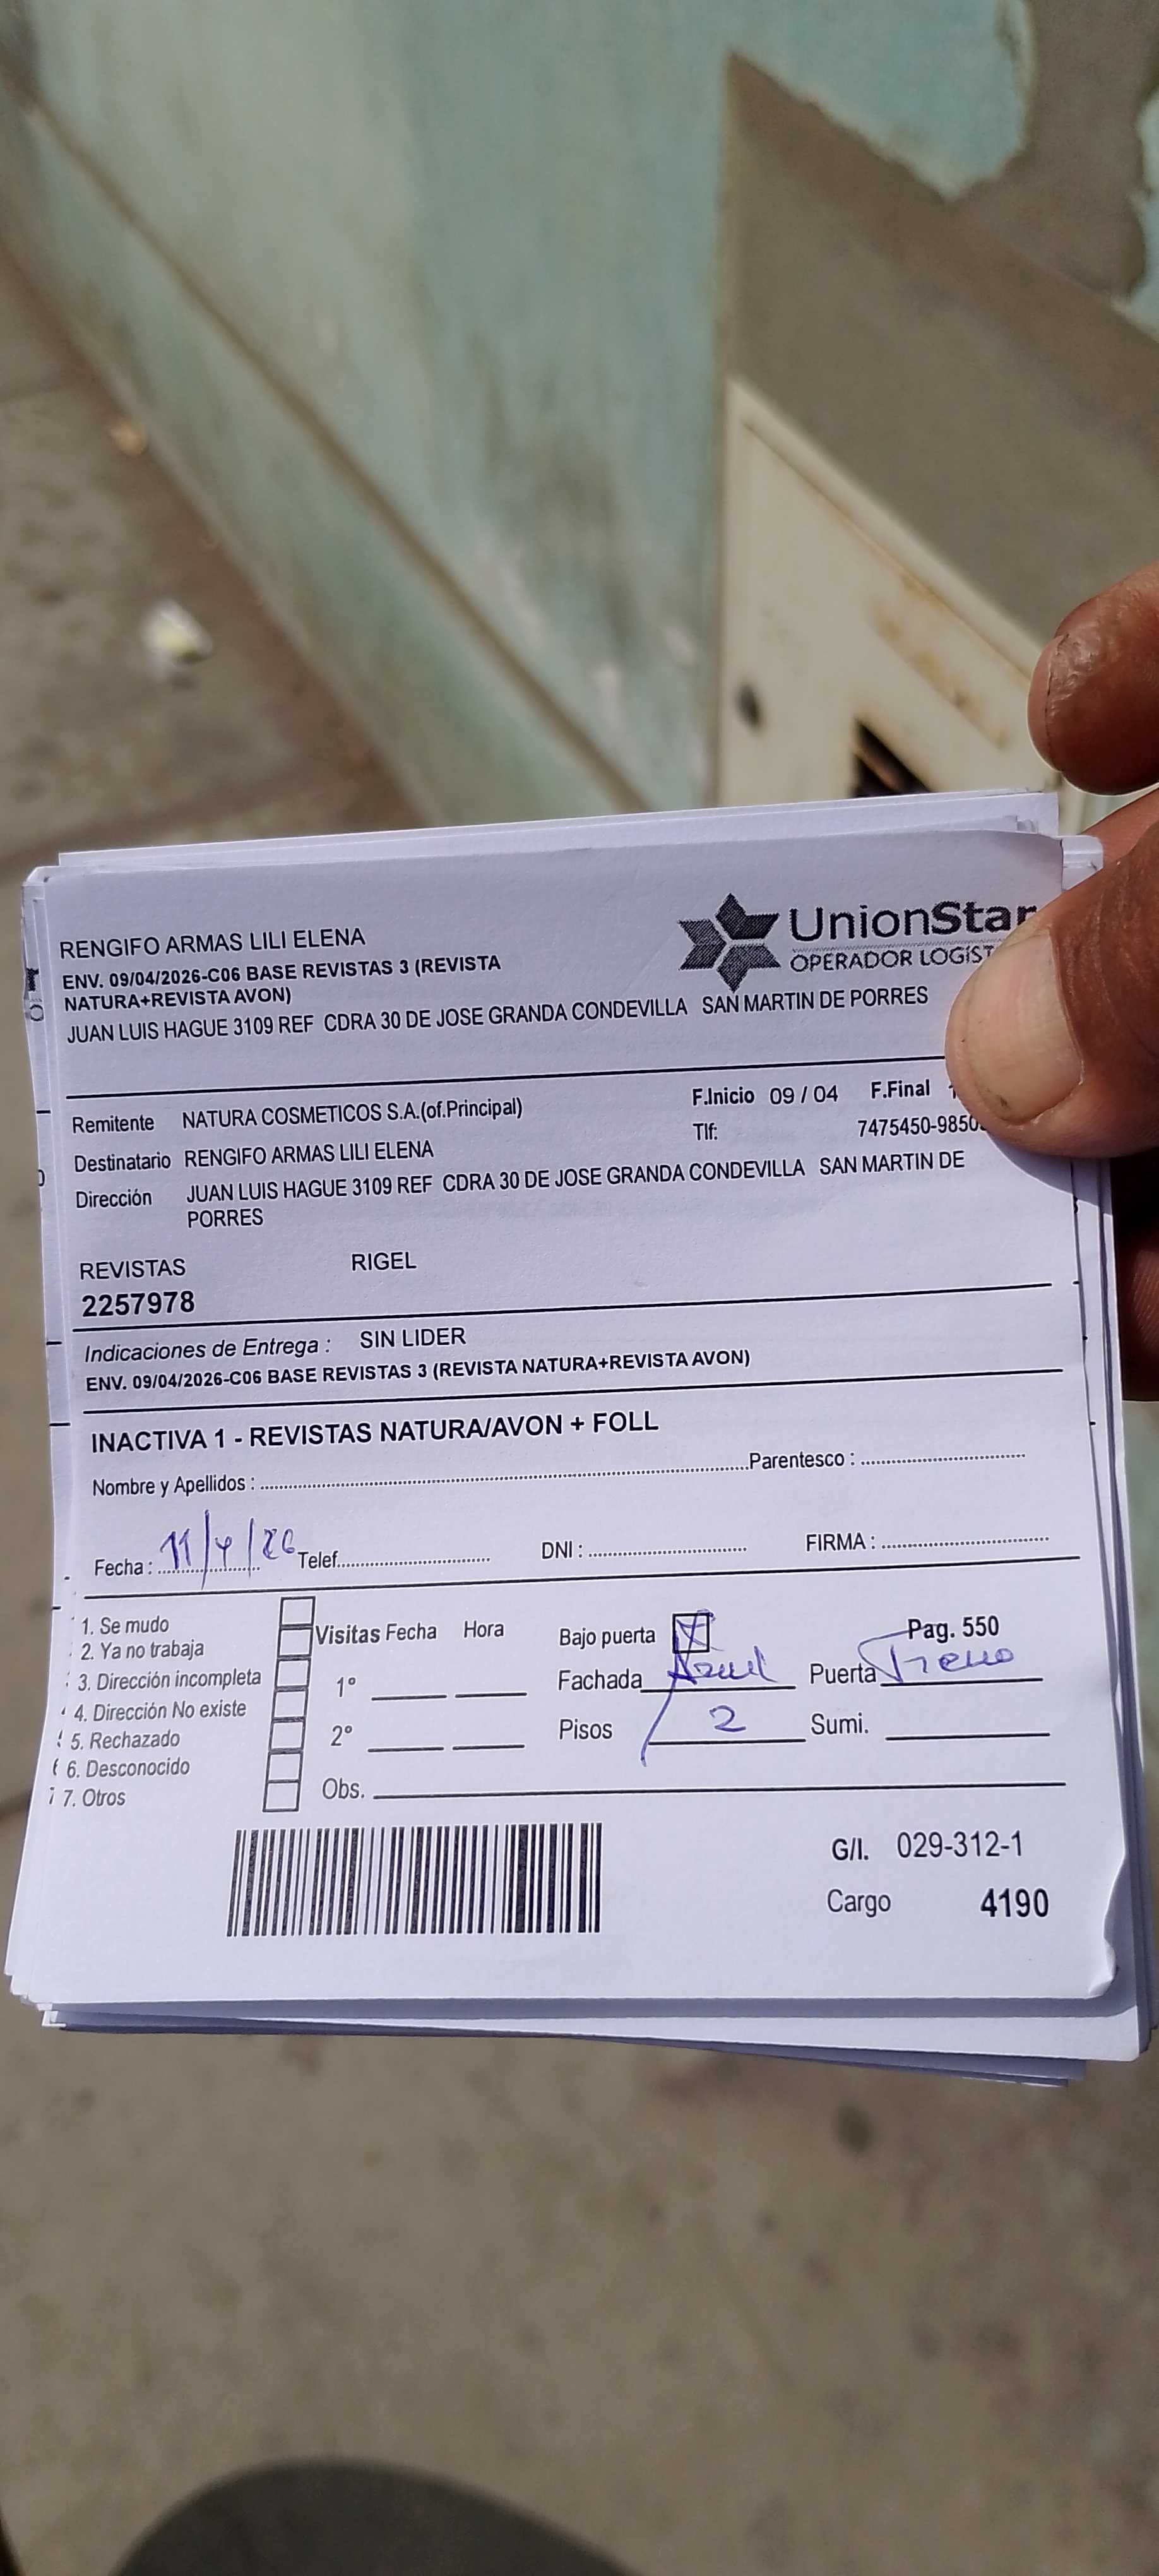 RENGIFO ARMAS LILI ELENA
ENV. 09/04/2026-C06 BASE REVISTAS 3 (REVISTA
NATURA+REVISTA AVON)
JUAN LUIS HAGUE 3109 REF CDRA 30 DE JOSE GRANDA CONDEVILLA SAN MARTIN DE PORRES
UnionStar
OPERADOR LOGÍST
Remitente NATURA COSMETICOS S.A.(of.Principal)
F.Inicio 09 / 04 F.Final
Tlf: 7475450-9850
Destinatario RENGIFO ARMAS LILI ELENA
Dirección JUAN LUIS HAGUE 3109 REF CDRA 30 DE JOSE GRANDA CONDEVILLA SAN MARTIN DE
PORRES
REVISTAS RIGEL
2257978
Indicaciones de Entrega : SIN LIDER
ENV. 09/04/2026-C06 BASE REVISTAS 3 (REVISTA NATURA+REVISTA AVON)
INACTIVA 1 - REVISTAS NATURA/AVON + FOLL
Nombre y Apellidos : Parentesco :
Fecha : 11/4/26 Telef. DNI : FIRMA :
1. Se mudo
2. Ya no trabaja
3. Dirección incompleta
4. Dirección No existe
5. Rechazado
6. Desconocido
7. Otros
Visitas Fecha Hora
1°
2°
Obs.
Bajo puerta X Pag. 550
Fachada Azul Puerta
Pisos 2 Sumi.
G/I. 029-312-1
Cargo 4190